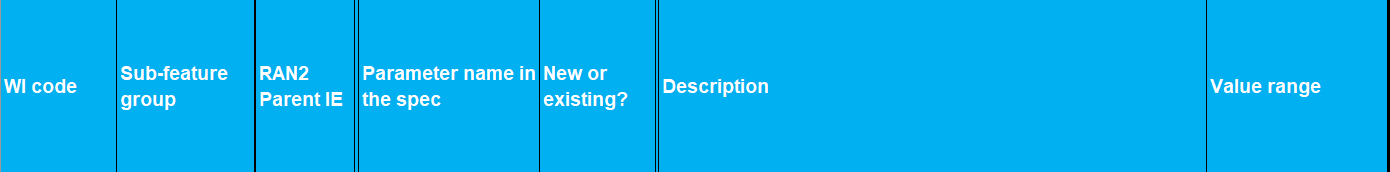 WI code
Sub-feature
group
RAN2
Parent IE
Parameter name in
the spec
New or
existing?
Description
Value range